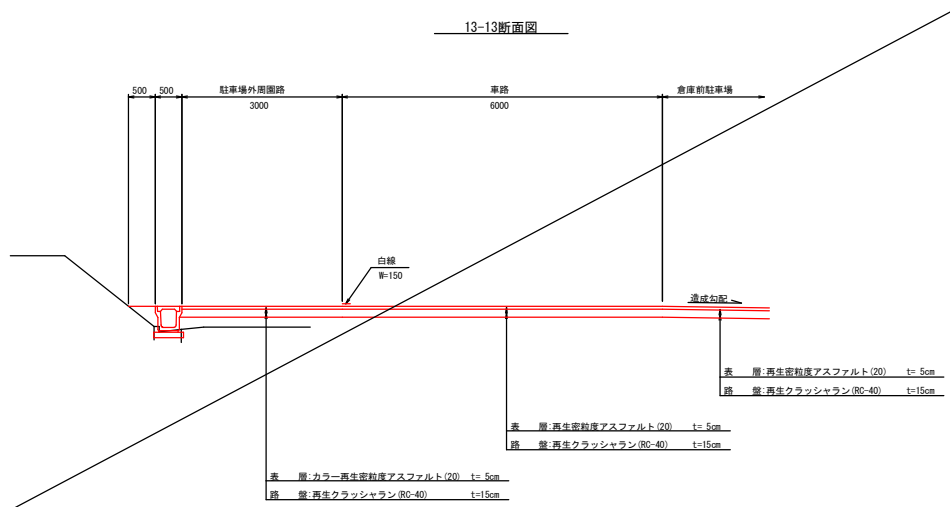 13-13断面図
500 500 駐車場外周園路 車路 倉庫前駐車場
3000 6000
白線
W=150
造成勾配
表 層:再生密粒度アスファルト(20) t= 5cm
路 盤:再生クラッシャラン(RC-40) t=15cm
表 層:再生密粒度アスファルト(20) t= 5cm
路 盤:再生クラッシャラン(RC-40) t=15cm
表 層:カラー再生密粒度アスファルト(20) t= 5cm
路 盤:再生クラッシャラン(RC-40) t=15cm